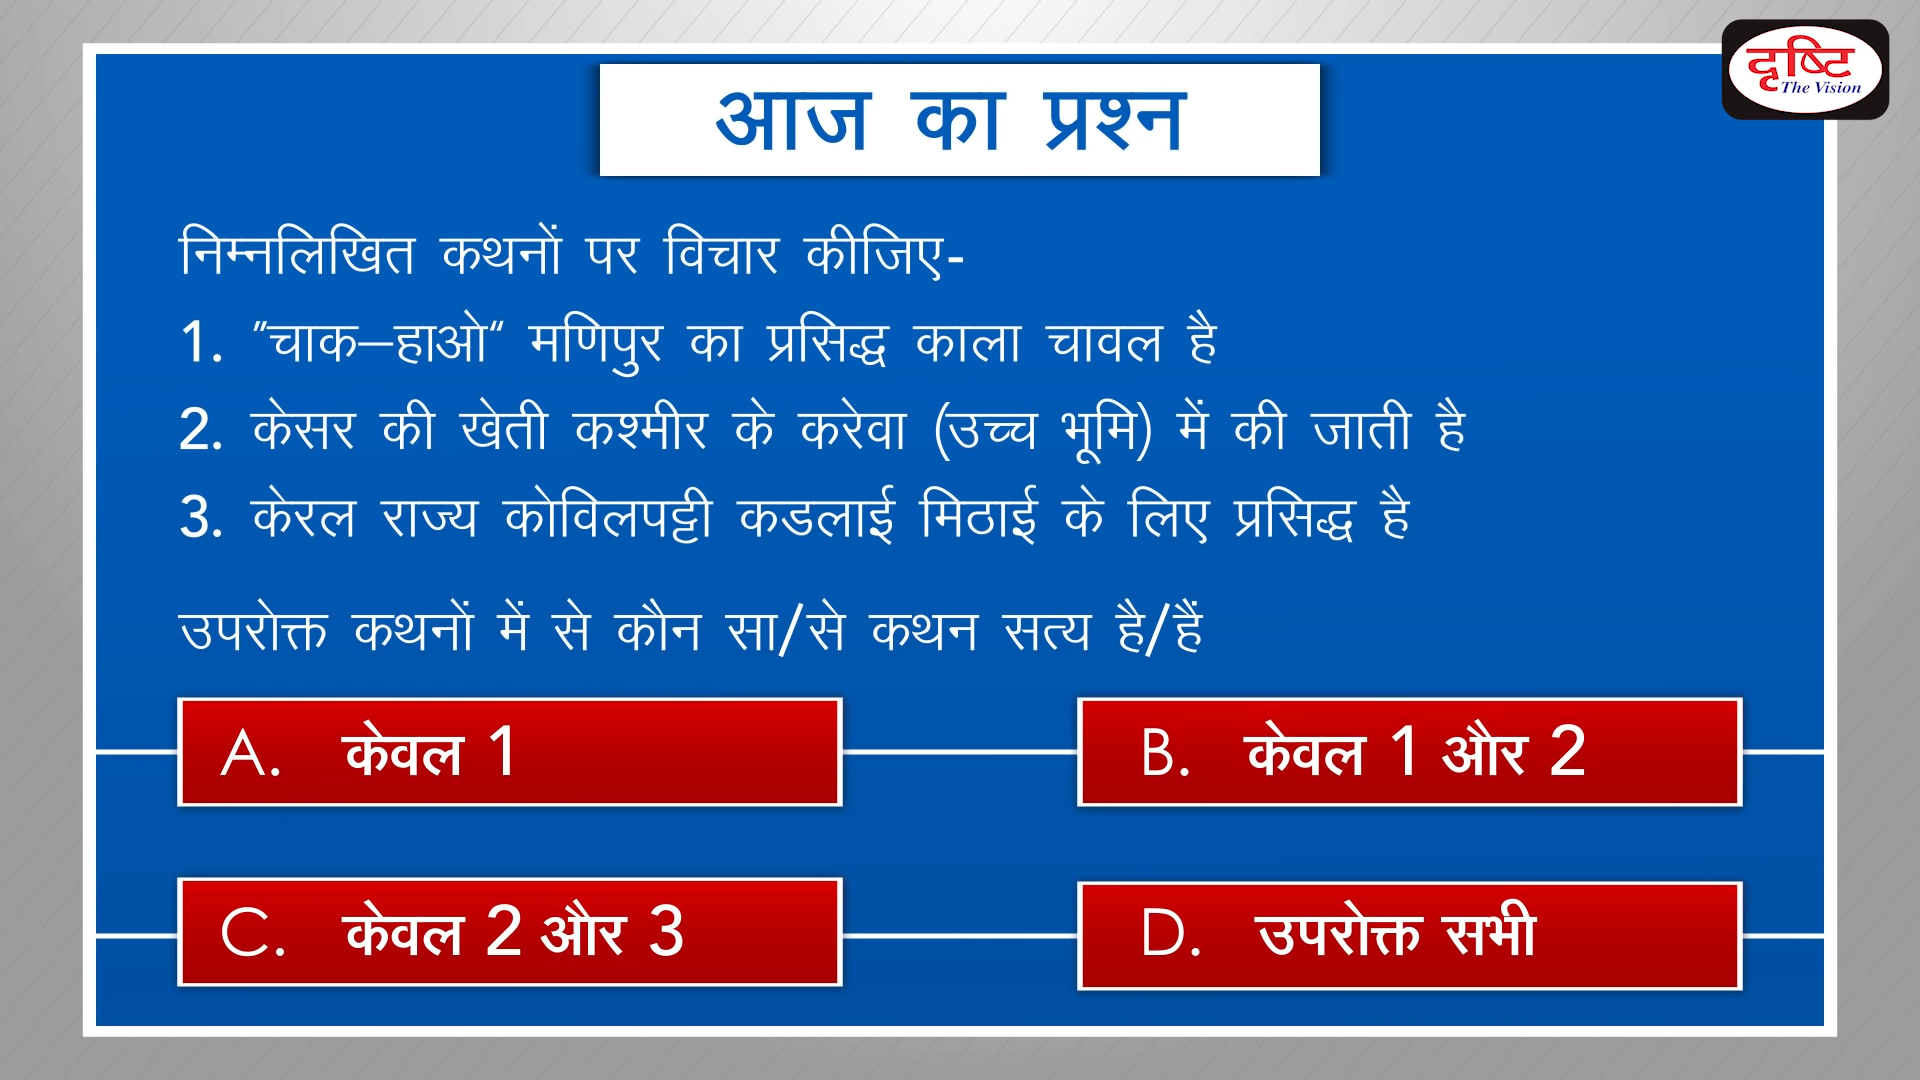 दृष्टि
The Vision
आज का प्रश्न
निम्नलिखित कथनों पर विचार कीजिए-
1. "चाक–हाओ" मणिपुर का प्रसिद्ध काला चावल है
2. केसर की खेती कश्मीर के करेवा (उच्च भूमि) में की जाती है
3. केरल राज्य कोविलपट्टी कडलाई मिठाई के लिए प्रसिद्ध है
उपरोक्त कथनों में से कौन सा/से कथन सत्य है/हैं
A. केवल 1
B. केवल 1 और 2
C. केवल 2 और 3
D. उपरोक्त सभी